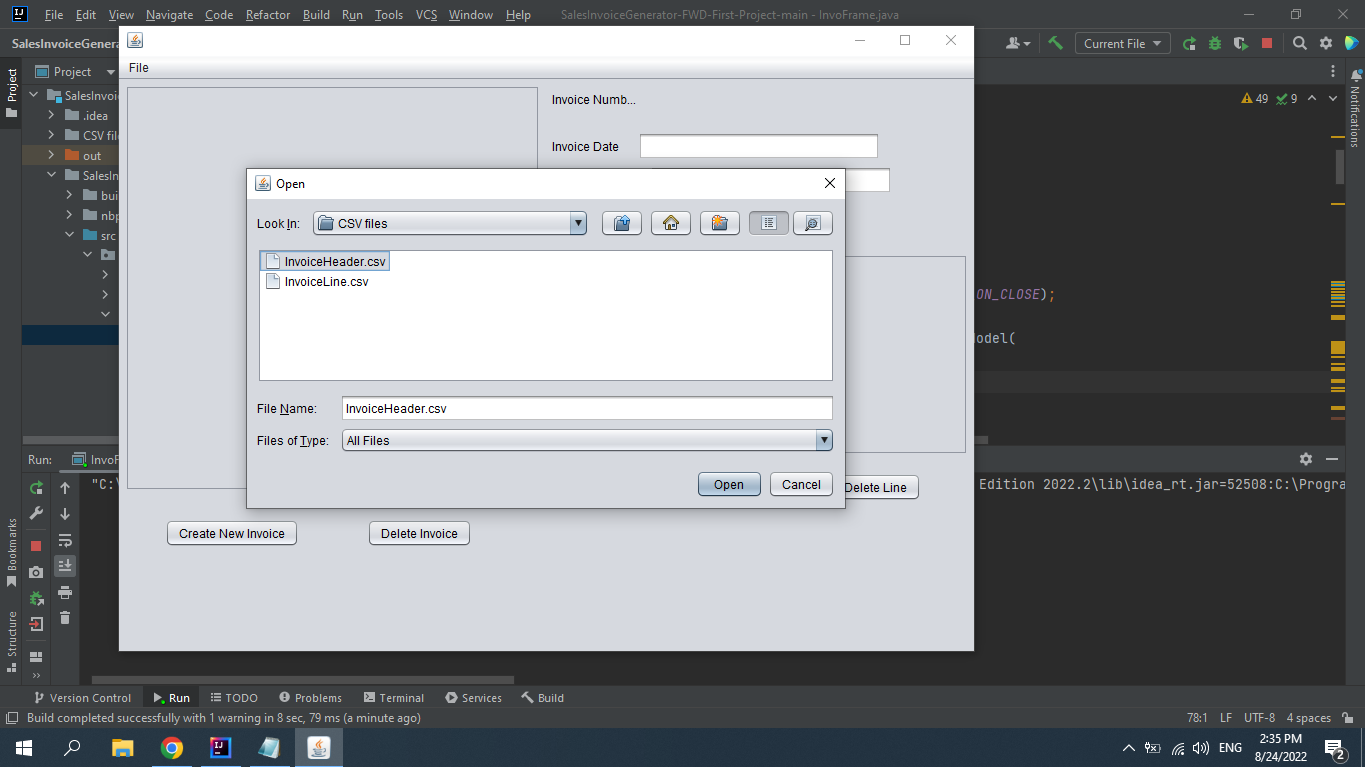 File Edit View Navigate Code Refactor Build Run Tools VCS Window Help SalesInvoiceGenerator-FWD-First-Project-main - InvoFrame.java
SalesInvoiceGenera
Current File
File
Project
Project
Notifications
SalesInvoi
.idea
CSV fil
out
SalesIn
bui
nbp
src
49 9
Invoice Numb...
Invoice Date
Open
Look In: CSV files
InvoiceHeader.csv
InvoiceLine.csv
File Name: InvoiceHeader.csv
Files of Type: All Files
Open Cancel
ON_CLOSE);
odel(
Delete Line
Create New Invoice Delete Invoice
Run: InvoF
"C:\ Edition 2022.2\lib\idea_rt.jar=52508:C:\Progra
Bookmarks
Structure
Version Control Run TODO Problems Terminal Services Build
Build completed successfully with 1 warning in 8 sec, 79 ms (a minute ago) 78:1 LF UTF-8 4 spaces
ENG
2:35 PM
8/24/2022
2